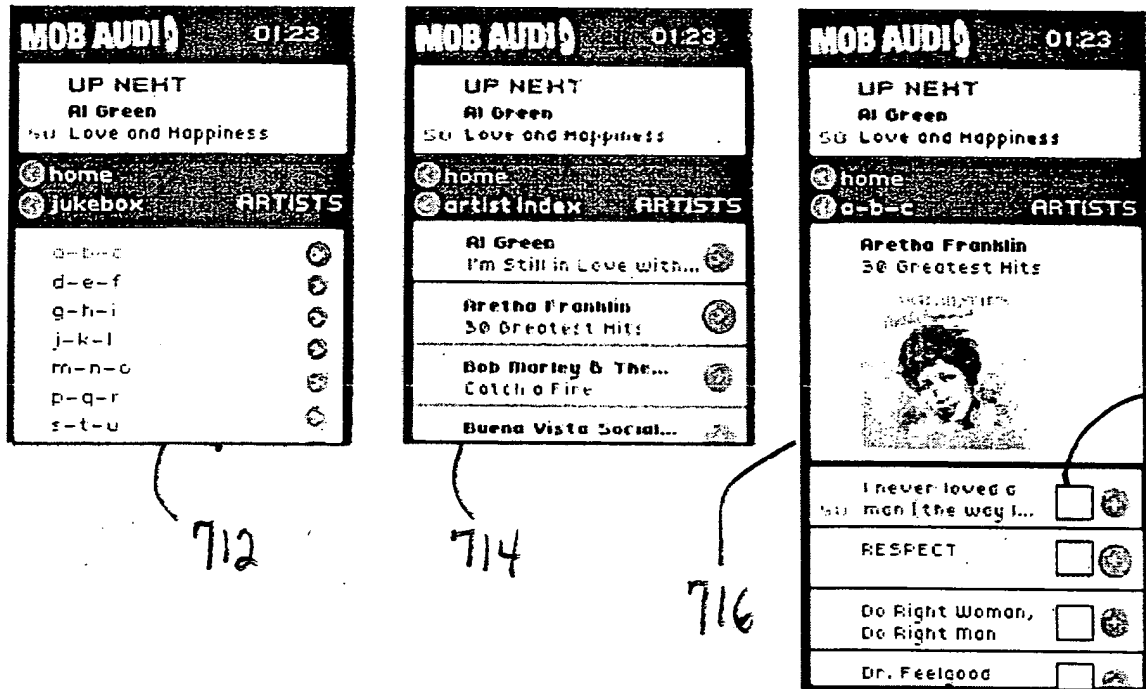 MOB AUDIO 01:23
UP NEXT
Al Green
50 Love and Happiness
home
jukebox ARTISTS
a-b-c
d-e-f
g-h-i
j-k-l
m-n-o
p-q-r
s-t-u
712
MOB AUDIO 01:23
UP NEXT
Al Green
50 Love and Happiness
home
artist index ARTISTS
Al Green
I'm Still in Love with...
Aretha Franklin
30 Greatest Hits
Bob Marley & The...
Catch a Fire
Buena Vista Social...
714
MOB AUDIO 01:23
UP NEXT
Al Green
50 Love and Happiness
home
a-b-c ARTISTS
Aretha Franklin
30 Greatest Hits
I never loved a
50 man [the way I...
RESPECT
Do Right Woman,
Do Right Man
Dr. Feelgood
716